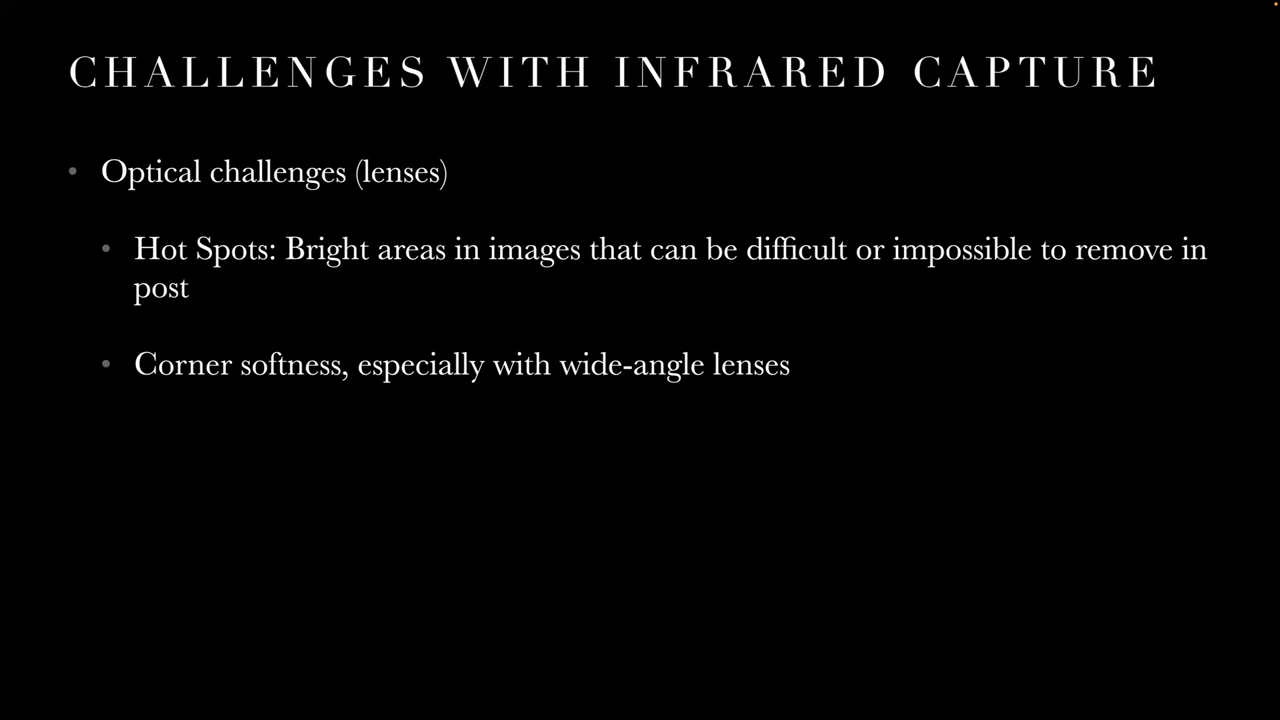 CHALLENGES WITH INFRARED CAPTURE
• Optical challenges (lenses)
• Hot Spots: Bright areas in images that can be difficult or impossible to remove in
post
• Corner softness, especially with wide-angle lenses